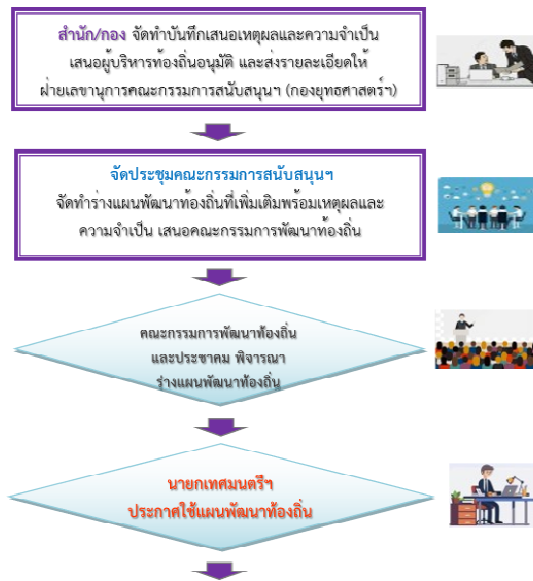 สำนัก/กอง จัดทำบันทึกเสนอเหตุผลและความจำเป็น
เสนอผู้บริหารท้องถิ่นอนุมัติ และส่งรายละเอียดให้
ฝ่ายเลขานุการคณะกรรมการสนับสนุนฯ (กองยุทธศาสตร์ฯ)
จัดประชุมคณะกรรมการสนับสนุนฯ
จัดทำร่างแผนพัฒนาท้องถิ่นที่เพิ่มเติมพร้อมเหตุผลและ
ความจำเป็น เสนอคณะกรรมการพัฒนาท้องถิ่น
คณะกรรมการพัฒนาท้องถิ่น
และประชาคม พิจารณา
ร่างแผนพัฒนาท้องถิ่น
นายกเทศมนตรีฯ
ประกาศใช้แผนพัฒนาท้องถิ่น